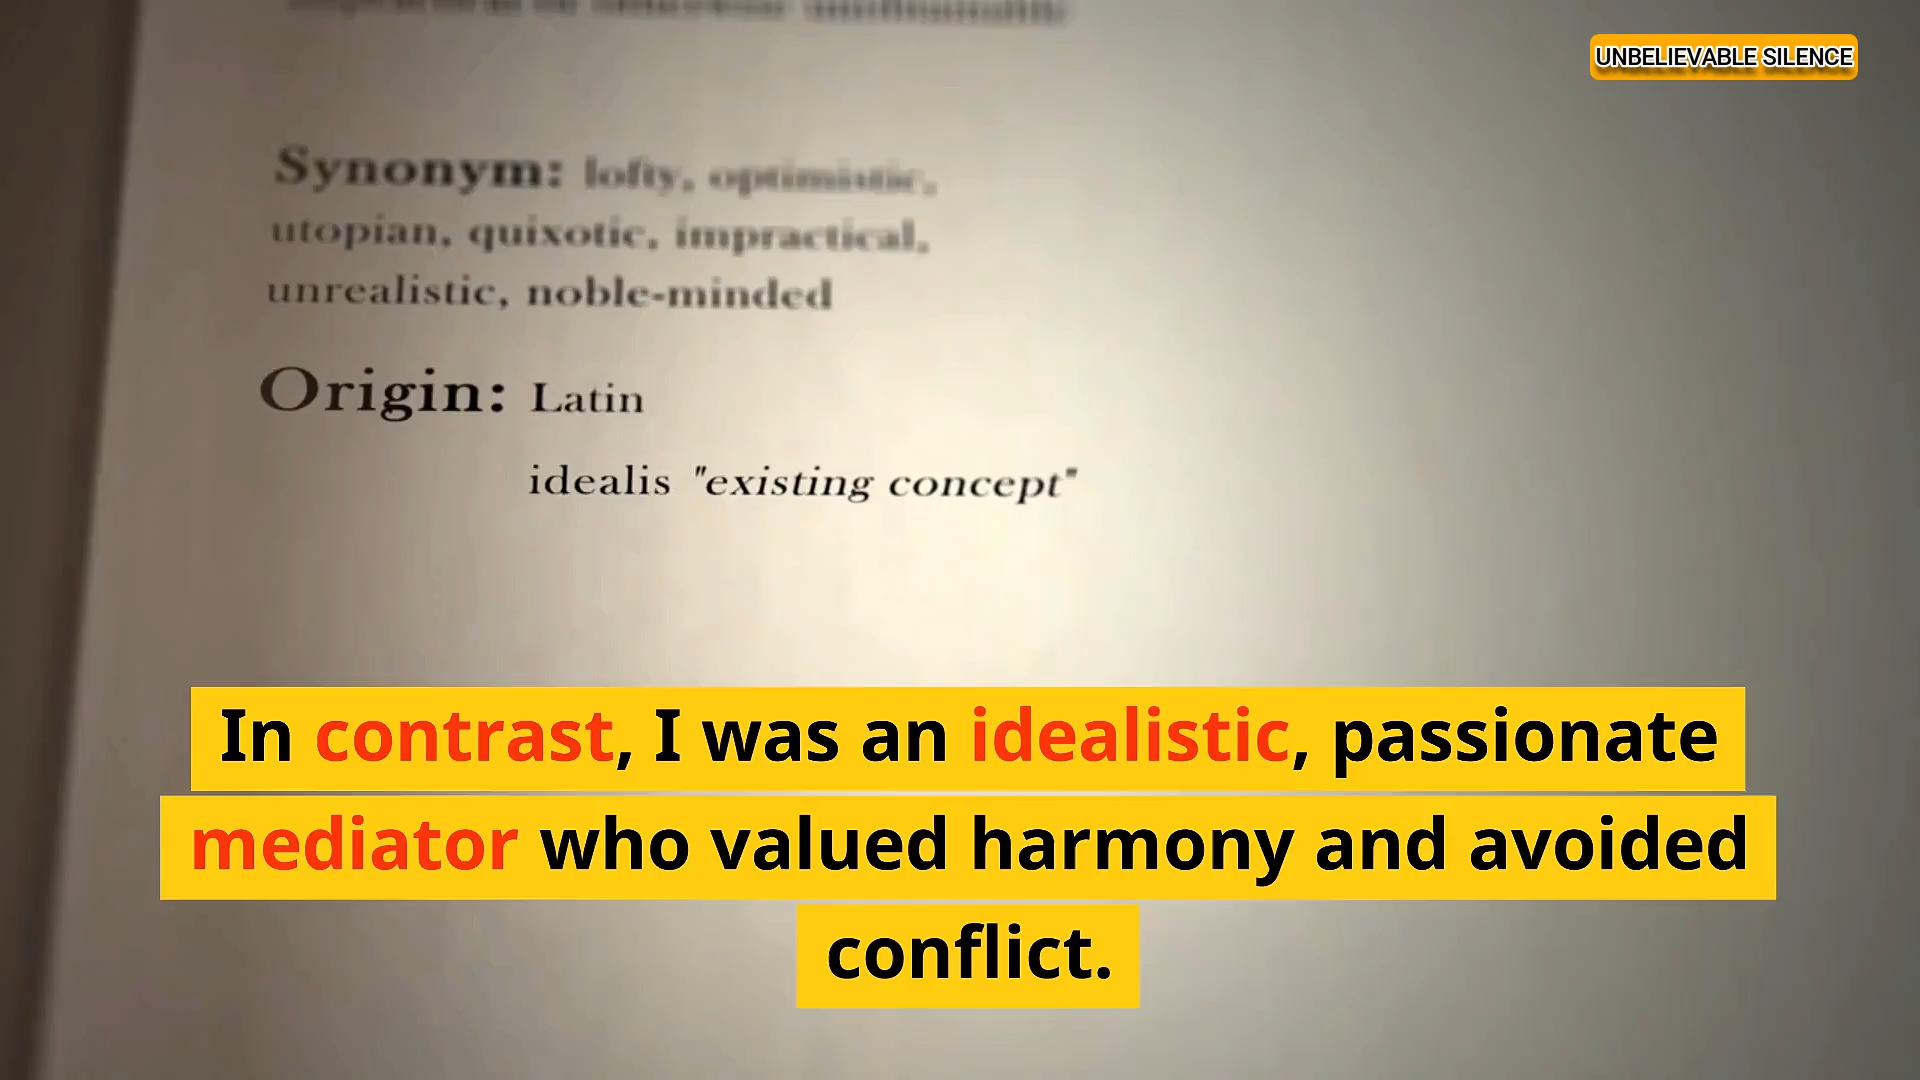 UNBELIEVABLE SILENCE
Synonym: lofty, optimistic,
utopian, quixotic, impractical,
unrealistic, noble-minded
Origin: Latin
idealis "existing concept"
In contrast, I was an idealistic, passionate
mediator who valued harmony and avoided
conflict.